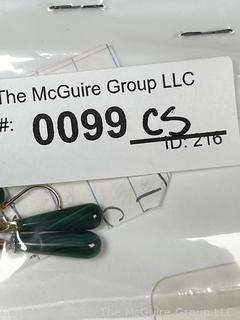 The McGuire Group LLC
#: 0099 CS
ID: 216